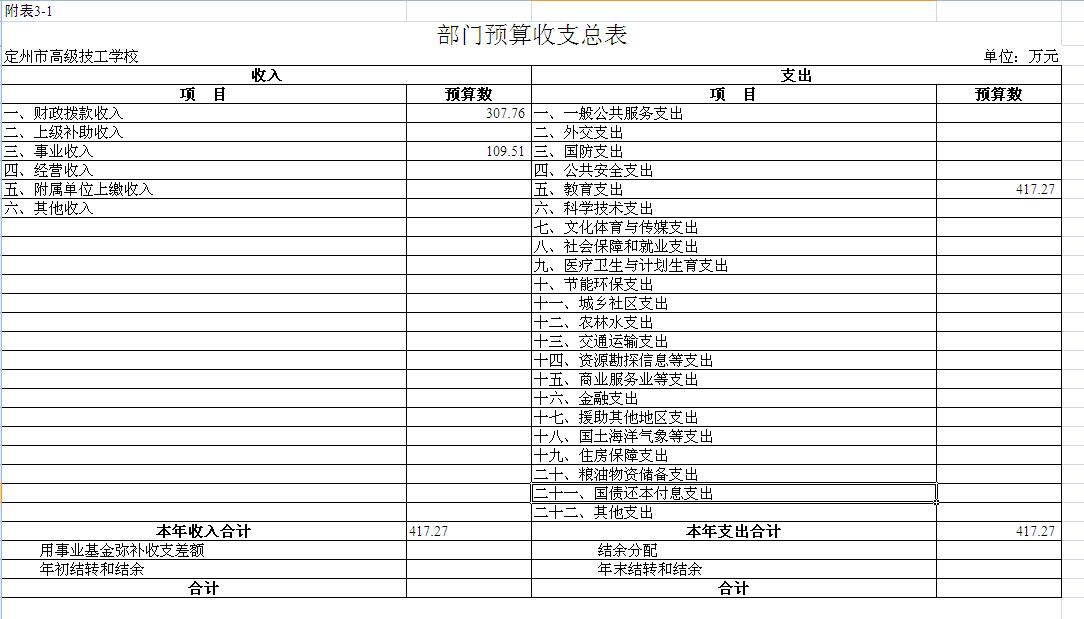 附表3-1
部门预算收支总表
定州市高级技工学校 单位：万元
收入 支出
项 目 预算数 项 目 预算数
一、财政拨款收入 307.76 一、一般公共服务支出
二、上级补助收入 二、外交支出
三、事业收入 109.51 三、国防支出
四、经营收入 四、公共安全支出
五、附属单位上缴收入 五、教育支出 417.27
六、其他收入 六、科学技术支出
七、文化体育与传媒支出
八、社会保障和就业支出
九、医疗卫生与计划生育支出
十、节能环保支出
十一、城乡社区支出
十二、农林水支出
十三、交通运输支出
十四、资源勘探信息等支出
十五、商业服务业等支出
十六、金融支出
十七、援助其他地区支出
十八、国土海洋气象等支出
十九、住房保障支出
二十、粮油物资储备支出
二十一、国债还本付息支出
二十二、其他支出
本年收入合计 417.27 本年支出合计 417.27
用事业基金弥补收支差额 结余分配
年初结转和结余 年末结转和结余
合计 合计